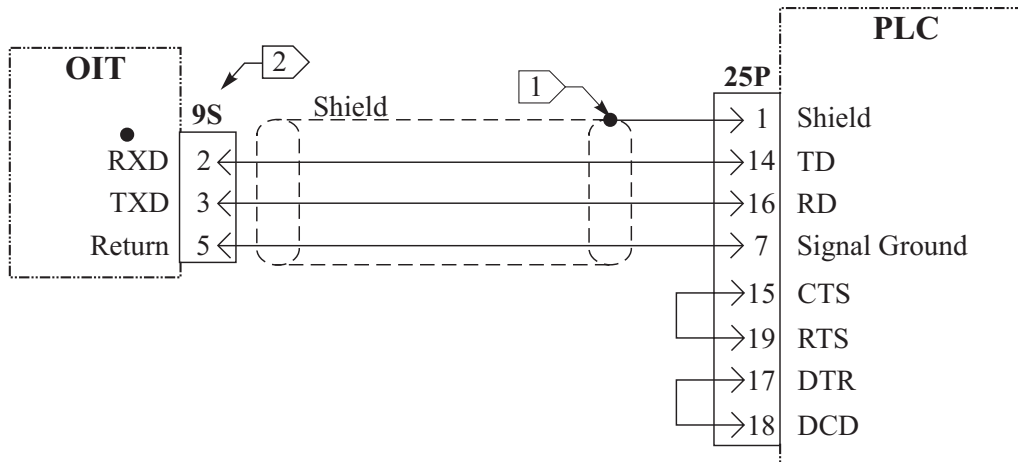 PLC
OIT
2
1
25P
9S
Shield
1 Shield
RXD 2
14 TD
TXD 3
16 RD
Return 5
7 Signal Ground
15 CTS
19 RTS
17 DTR
18 DCD